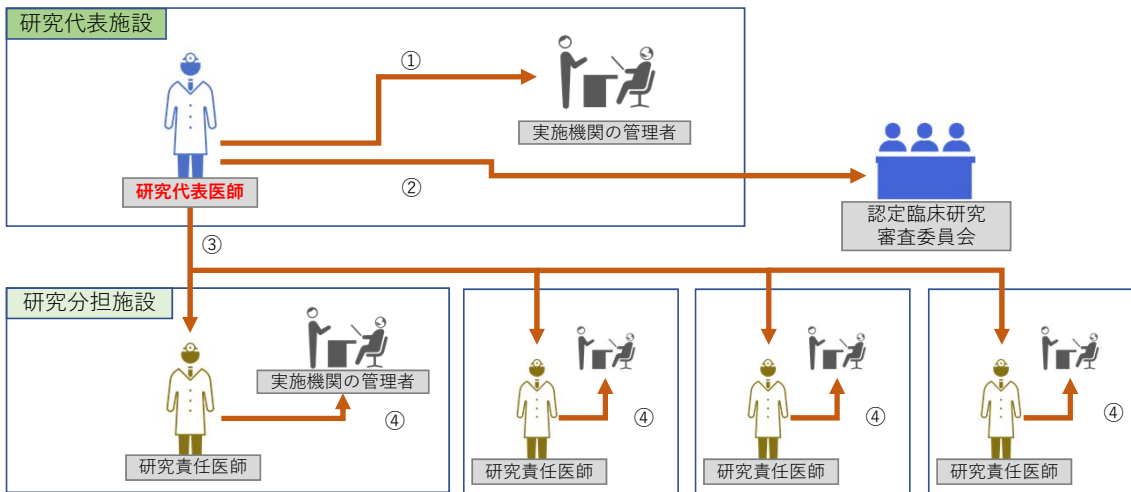 研究代表施設
①
実施機関の管理者
研究代表医師
②
認定臨床研究
審査委員会
③
研究分担施設
実施機関の管理者
④
研究責任医師
④
研究責任医師
④
研究責任医師
④
研究責任医師